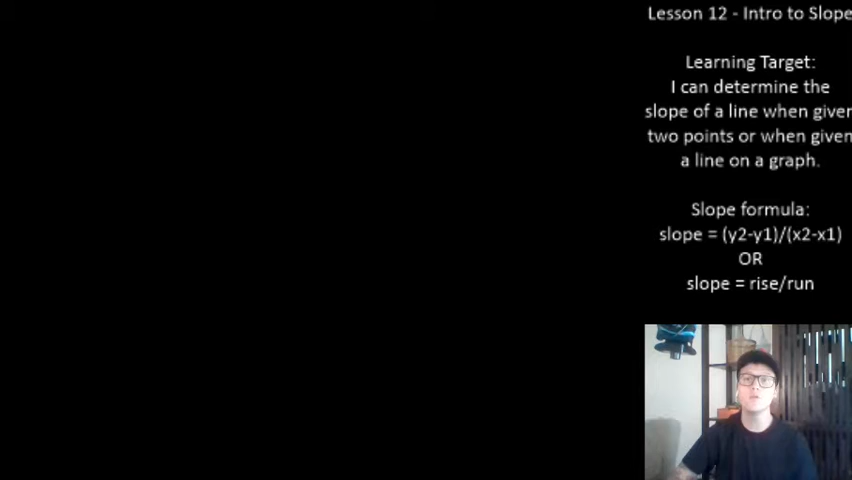 Lesson 12 - Intro to Slope
Learning Target:
I can determine the
slope of a line when given
two points or when given
a line on a graph.
Slope formula:
slope = (y2-y1)/(x2-x1)
OR
slope = rise/run